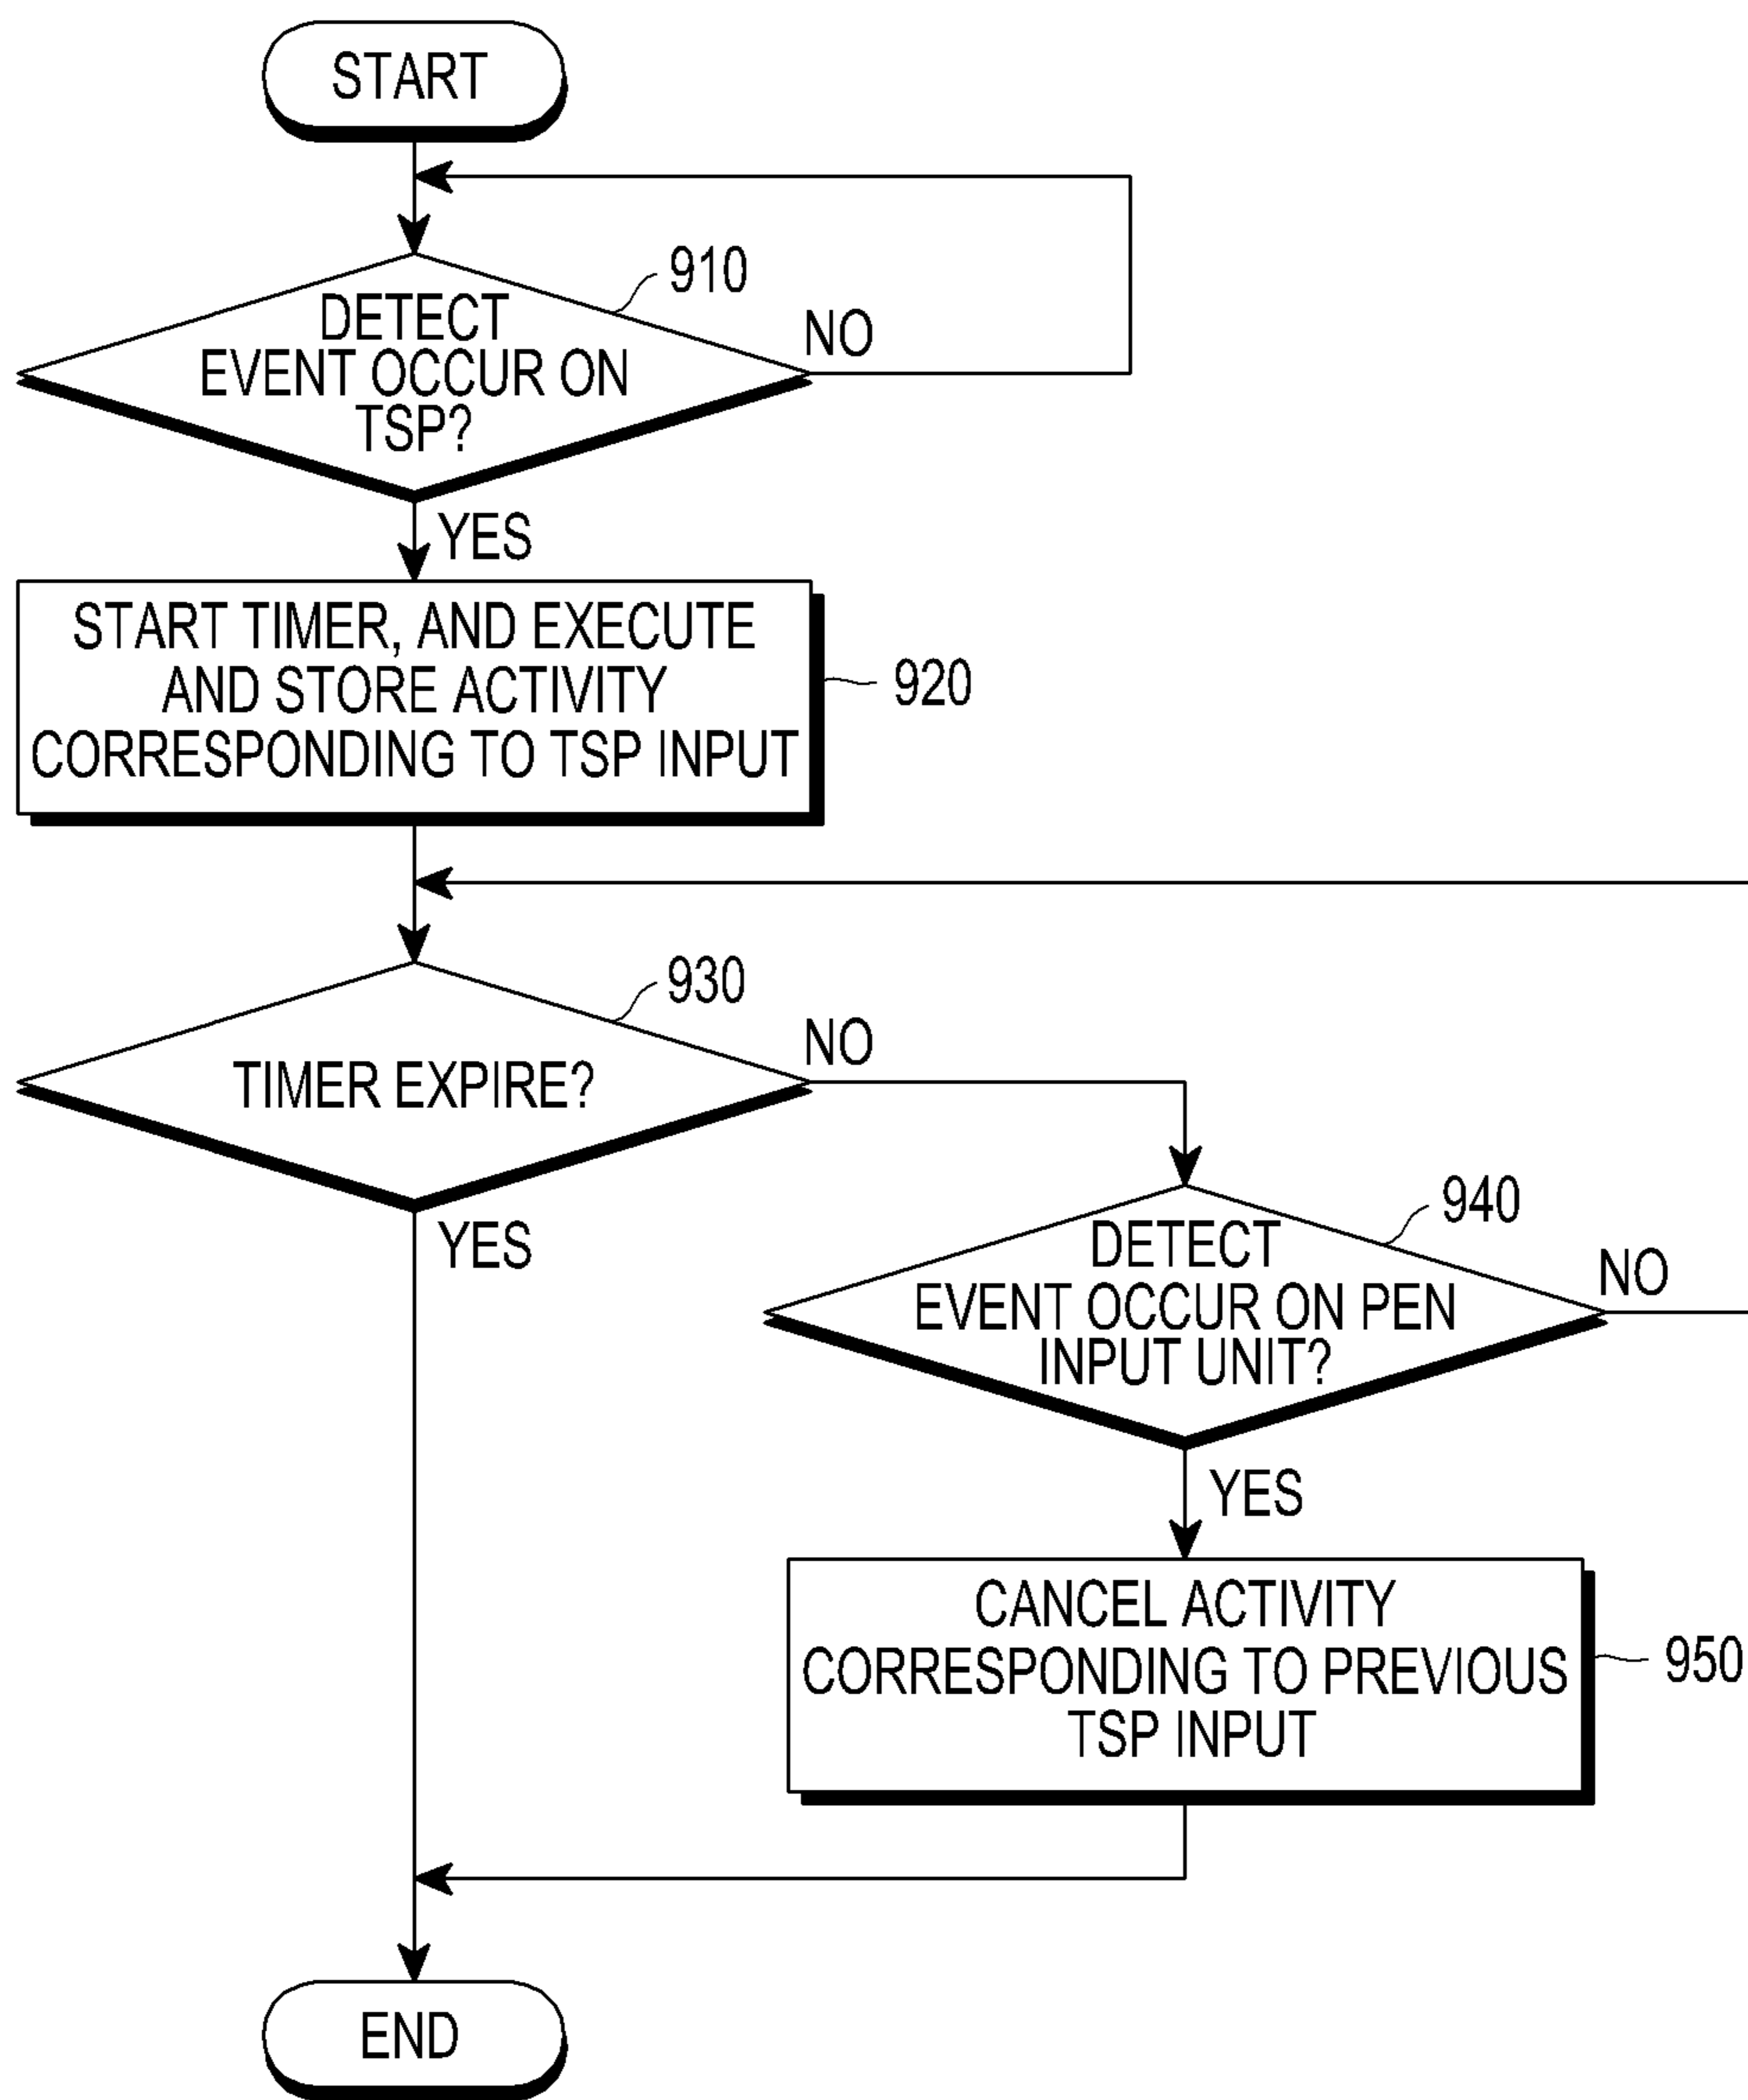 START
910
DETECT
EVENT OCCUR ON
TSP?
NO
YES
START TIMER, AND EXECUTE
AND STORE ACTIVITY
CORRESPONDING TO TSP INPUT
920
930
TIMER EXPIRE?
NO
YES
940
DETECT
EVENT OCCUR ON PEN
INPUT UNIT?
NO
YES
CANCEL ACTIVITY
CORRESPONDING TO PREVIOUS
TSP INPUT
950
END